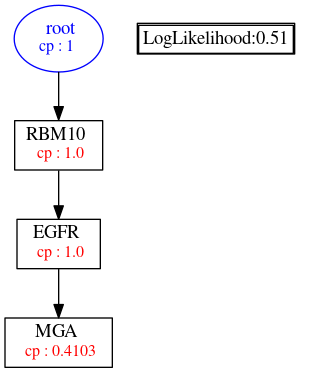 root
cp : 1
LogLikelihood:0.51
RBM10
cp : 1.0
EGFR
cp : 1.0
MGA
cp : 0.4103